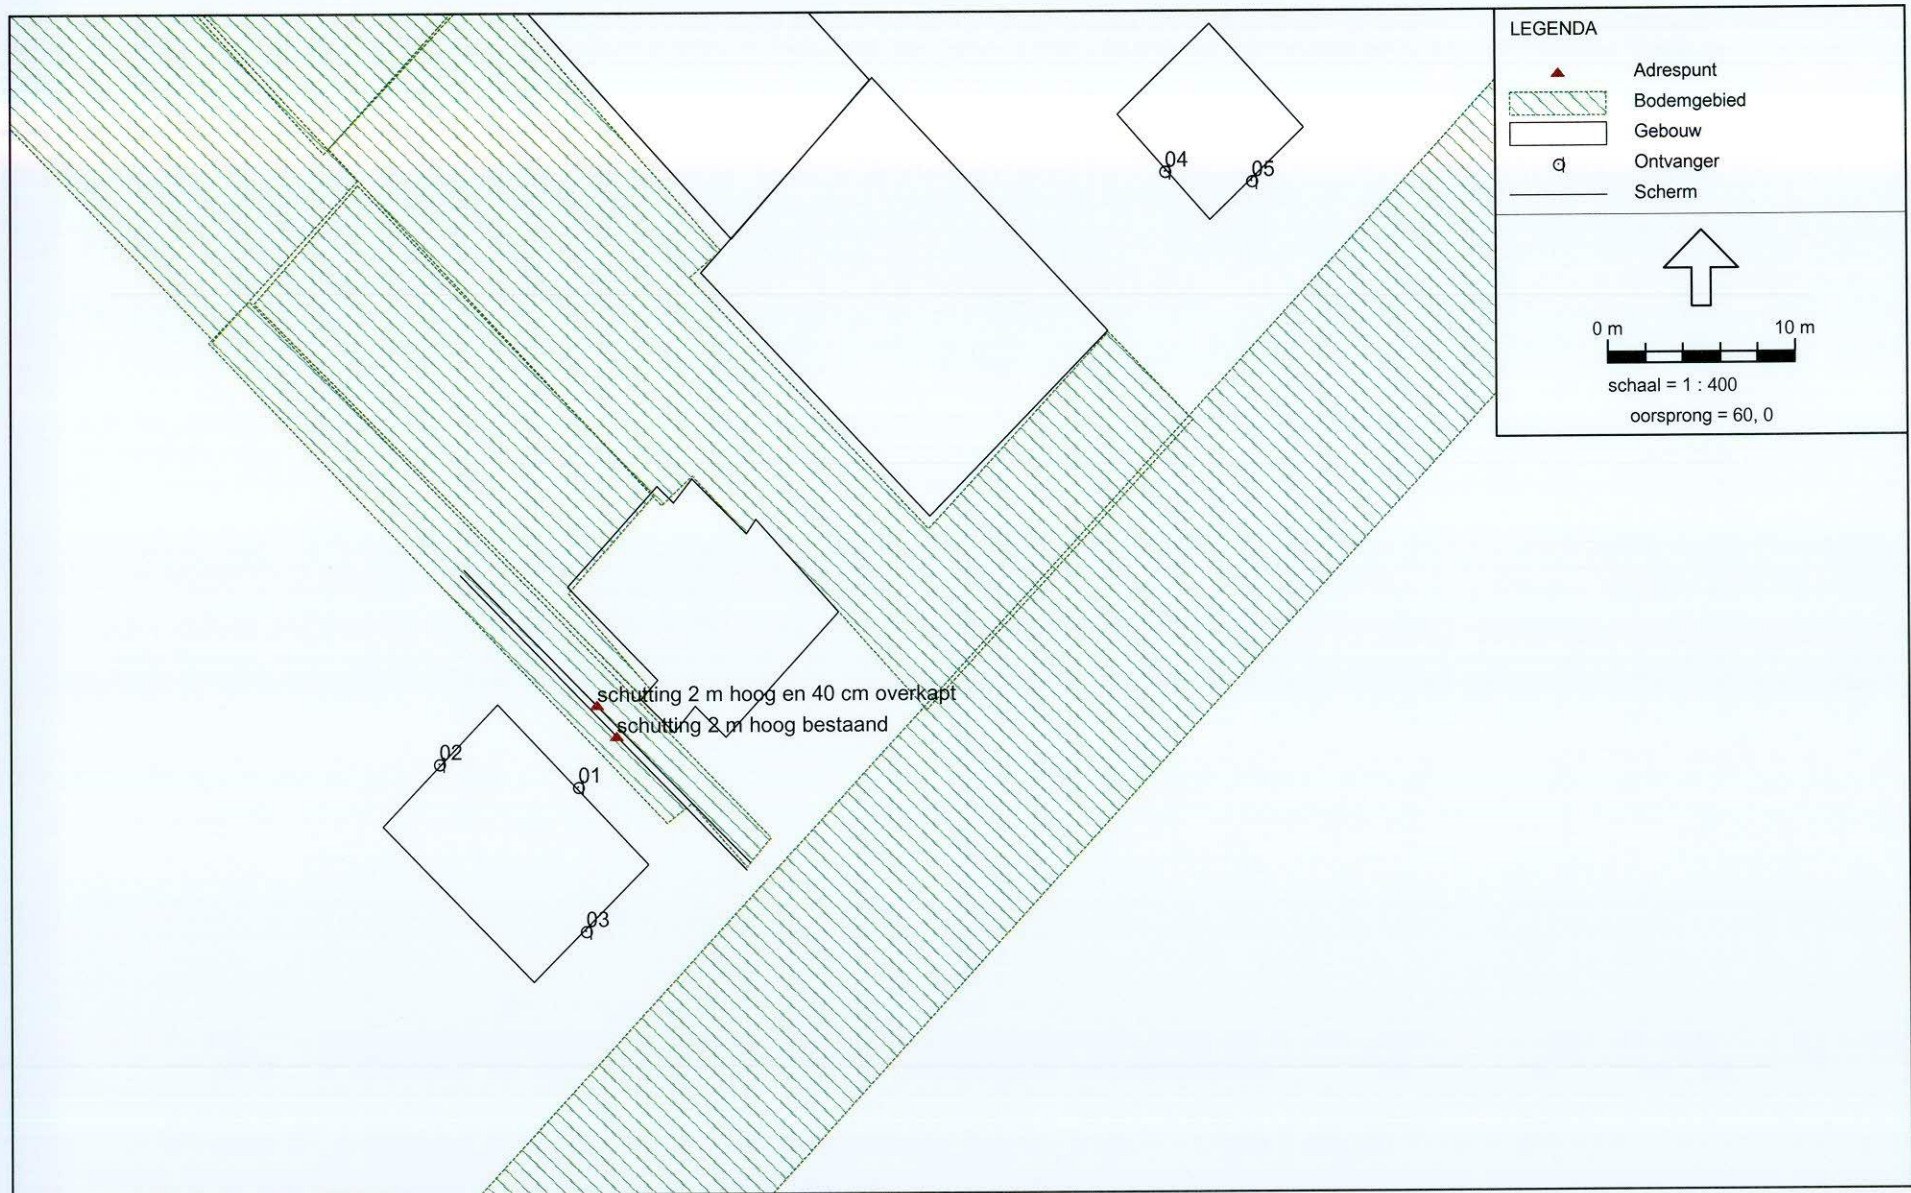 LEGENDA
Adrespunt
Bodemgebied
Gebouw
Ontvanger
Scherm
0 m 10 m
schaal = 1 : 400
oorsprong = 60, 0
04
05
schutting 2 m hoog en 40 cm overkapt
schutting 2 m hoog bestaand
02
01
03